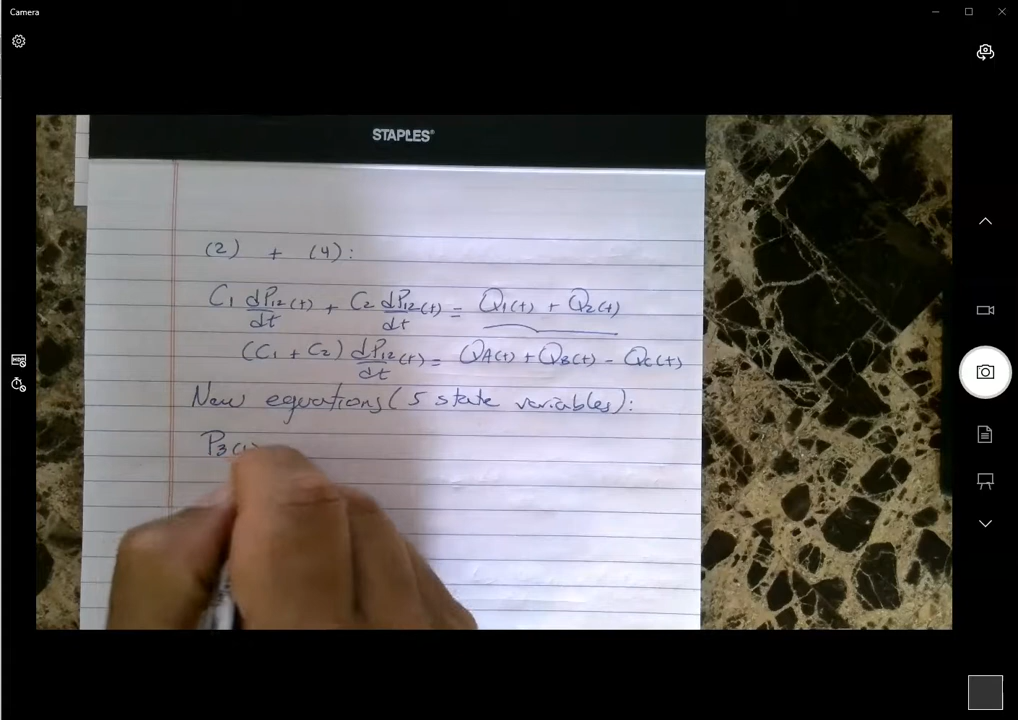 Camera
STAPLES®
(2) + (4):
C1 dP12(t)/dt + C2 dP12(t)/dt = Q1(t) + Q2(t)
(C1 + C2) dP12(t)/dt = QA(t) + QB(t) - QC(t)
New equations (5 state variables):
P3(t)